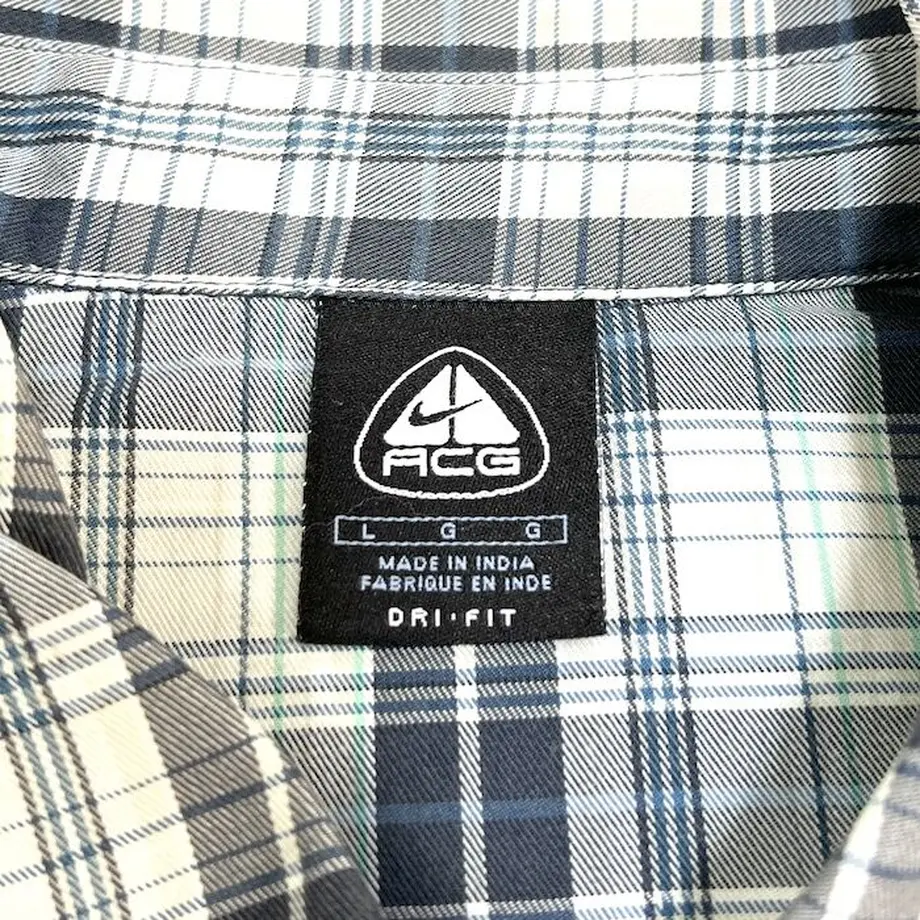 ACG
L G G
MADE IN INDIA
FABRIQUE EN INDE
DRI•FIT